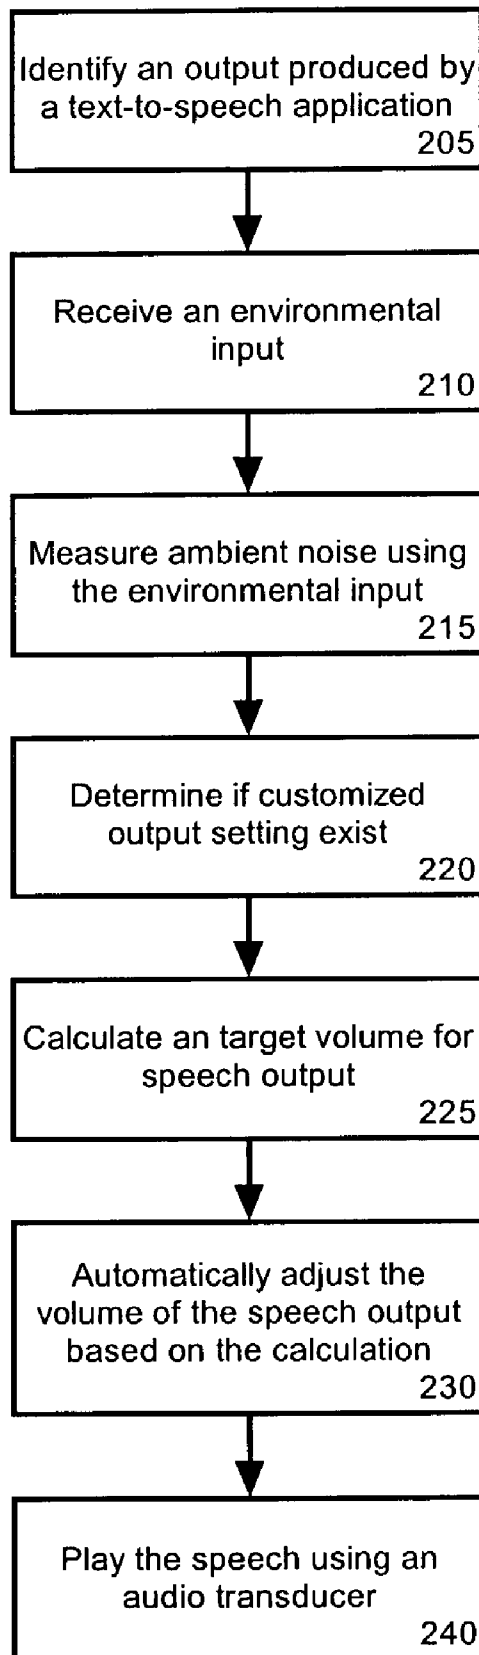 Identify an output produced by
a text-to-speech application
205
Receive an environmental
input
210
Measure ambient noise using
the environmental input
215
Determine if customized
output setting exist
220
Calculate an target volume for
speech output
225
Automatically adjust the
volume of the speech output
based on the calculation
230
Play the speech using an
audio transducer
240